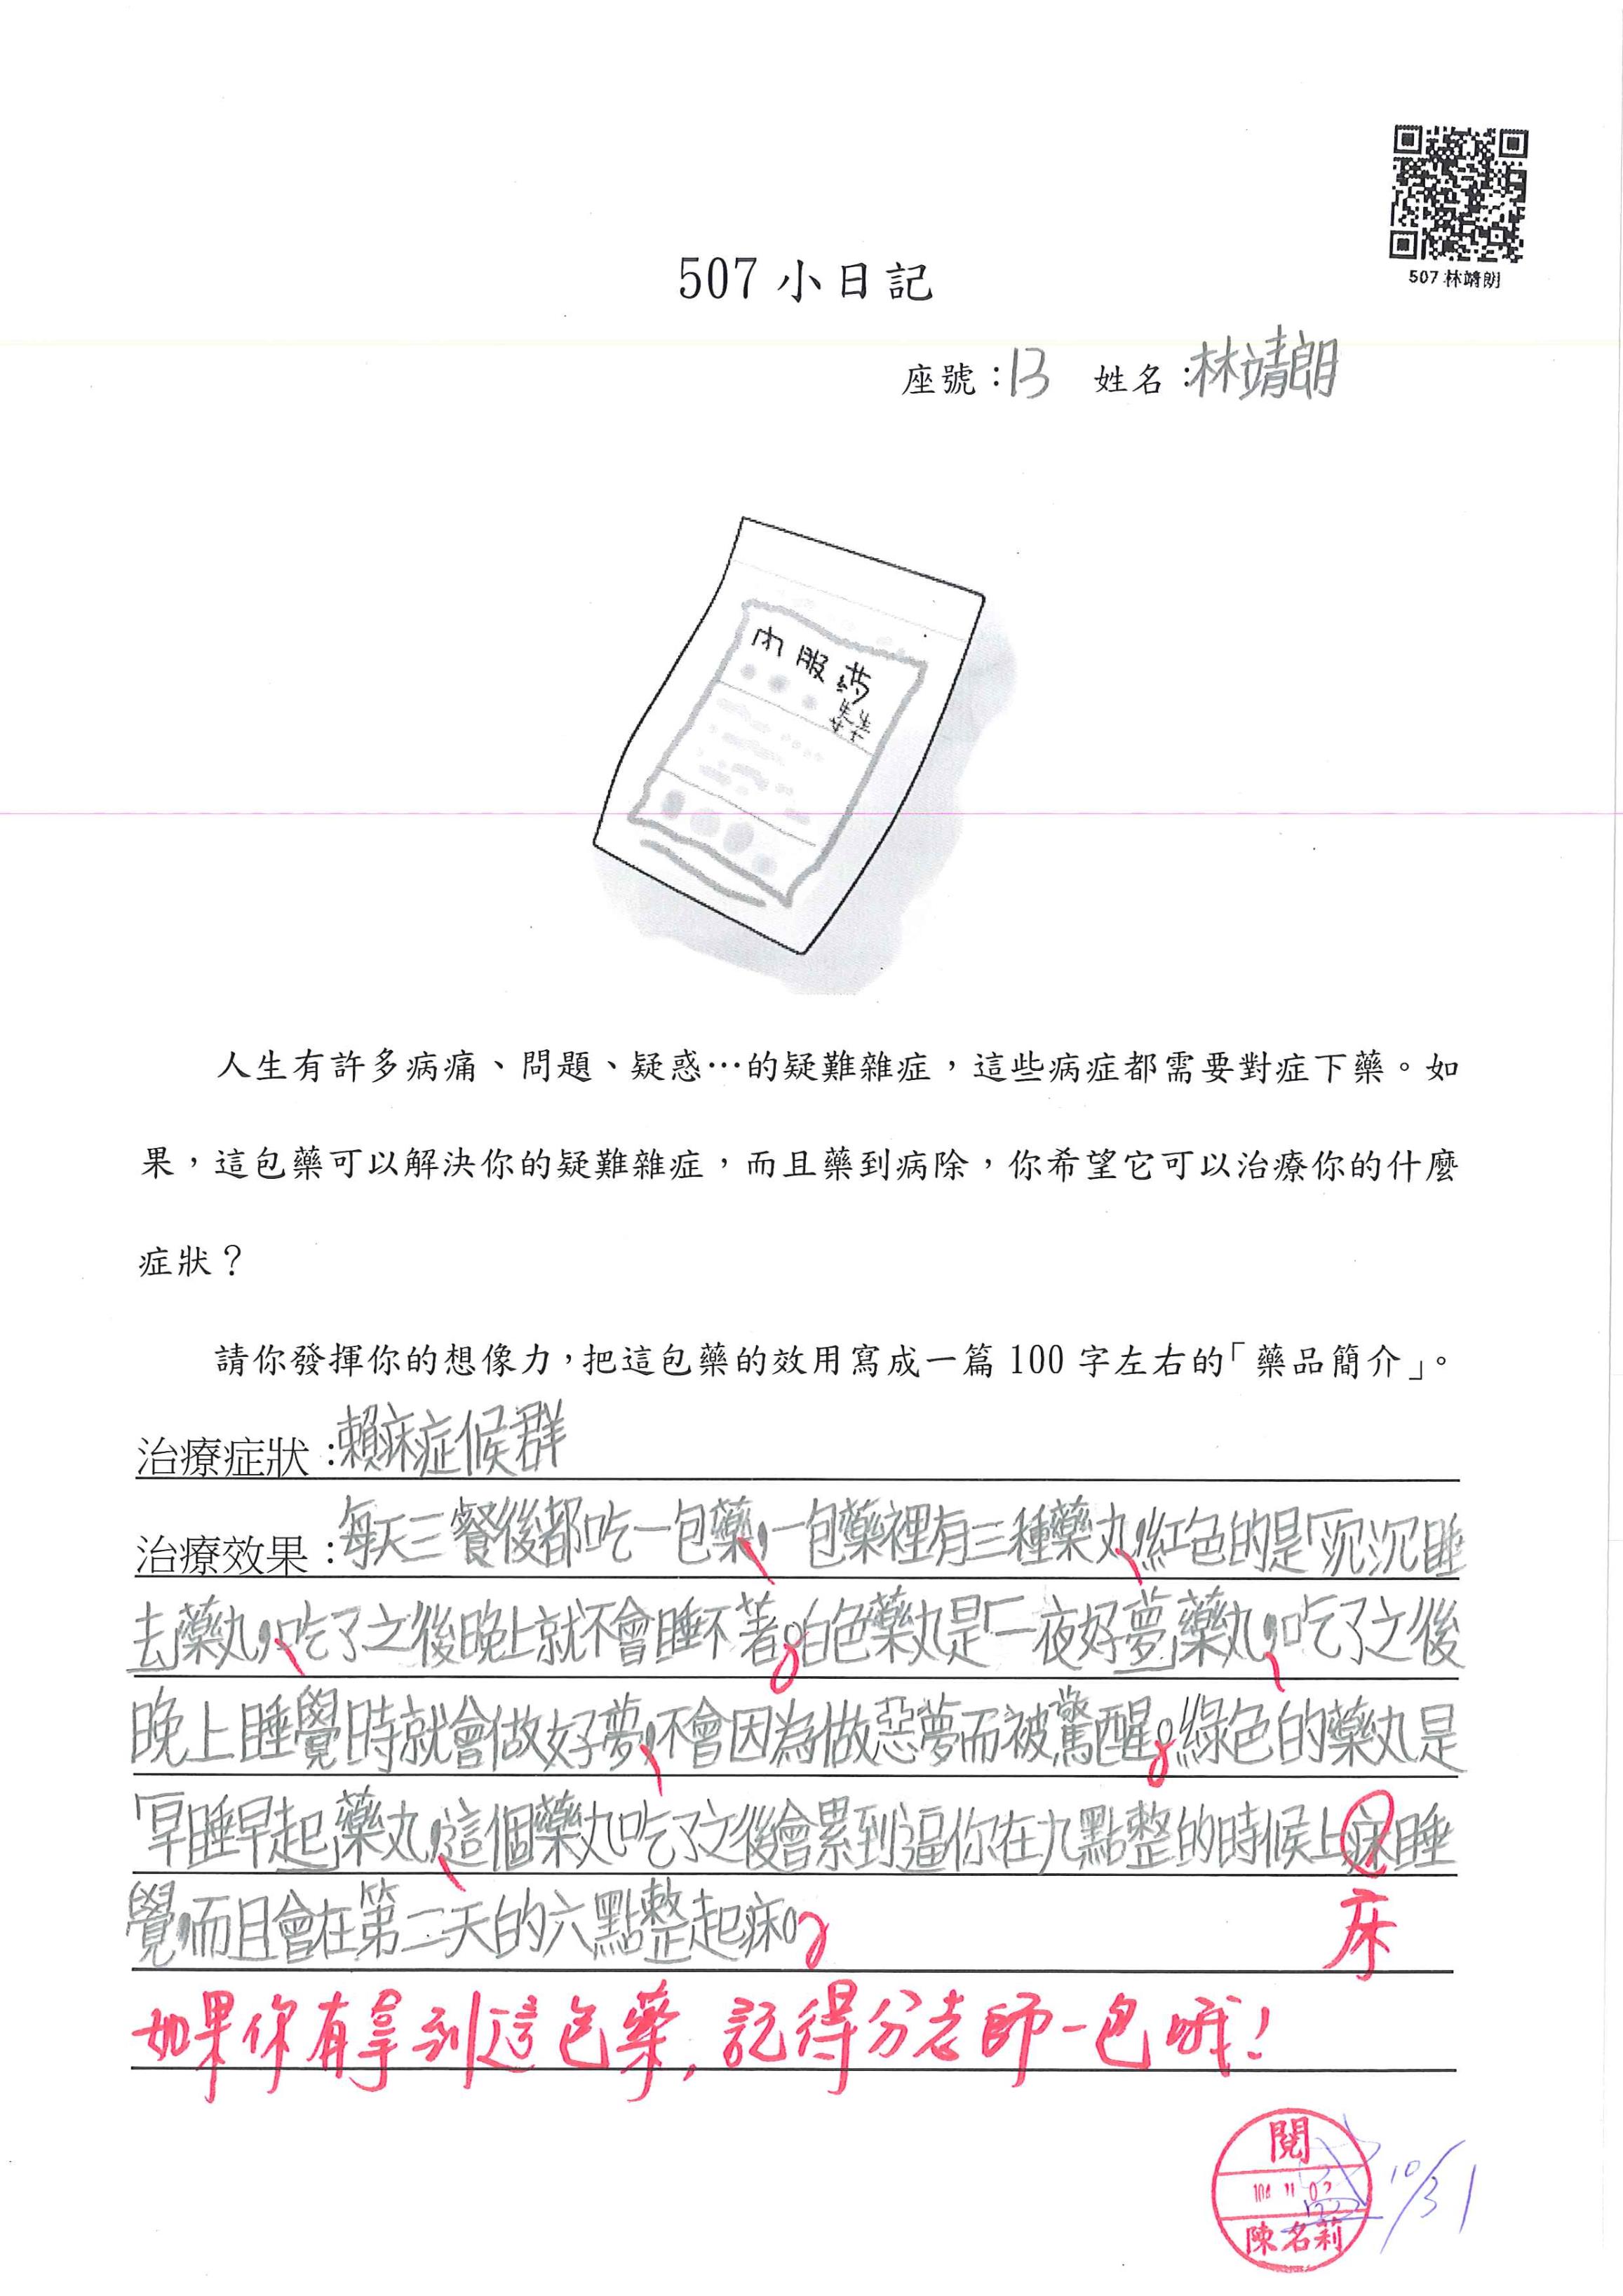 507 林靖朗
507 小日記
座號：13 姓名：林靖朗
內服藥
人生有許多病痛、問題、疑惑…的疑難雜症，這些病症都需要對症下藥。如
果，這包藥可以解決你的疑難雜症，而且藥到病除，你希望它可以治療你的什麼
症狀？
請你發揮你的想像力，把這包藥的效用寫成一篇 100 字左右的「藥品簡介」。
治療症狀：賴痳症候群
治療效果：每天三餐後都吃一包藥，一包藥裡有三種藥丸，紅色的是「沉沉睡
去」藥丸，吃了之後晚上就不會睡不著。白色藥丸是「一夜好夢」藥丸，吃了之後
晚上睡覺時就會做好夢，不會因為做惡夢而被驚醒。綠色的藥丸是
「早睡早起」藥丸，這個藥丸吃了之後會累到逼你在九點整的時候上痳睡
覺，而且會在第二天的六點整起痳。
床
如果你有拿到這包藥，記得分老師一包哦！
閱
陳名莉
10/31